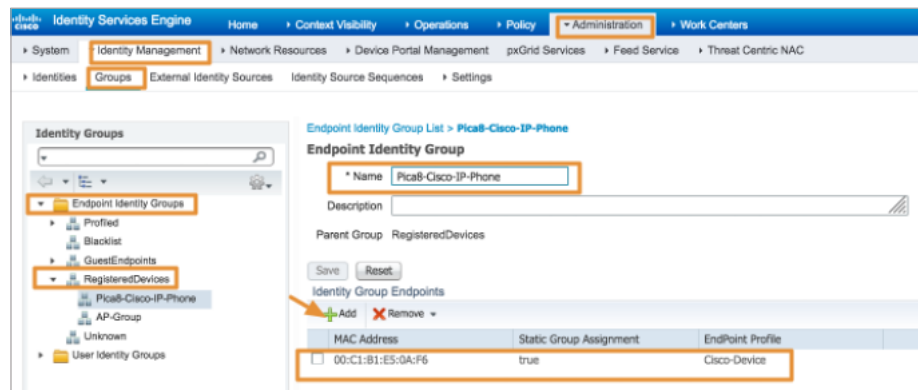 cisco Identity Services Engine Home Context Visibility Operations Policy Administration Work Centers
System Identity Management Network Resources Device Portal Management pxGrid Services Feed Service Threat Centric NAC
Identities Groups External Identity Sources Identity Source Sequences Settings
Identity Groups
Endpoint Identity Groups
Profiled
Blacklist
GuestEndpoints
RegisteredDevices
Pica8-Cisco-IP-Phone
AP-Group
Unknown
User Identity Groups
Endpoint Identity Group List > Pica8-Cisco-IP-Phone
Endpoint Identity Group
* Name Pica8-Cisco-IP-Phone
Description
Parent Group RegisteredDevices
Save Reset
Identity Group Endpoints
Add Remove
MAC Address Static Group Assignment EndPoint Profile
00:C1:B1:E5:0A:F6 true Cisco-Device